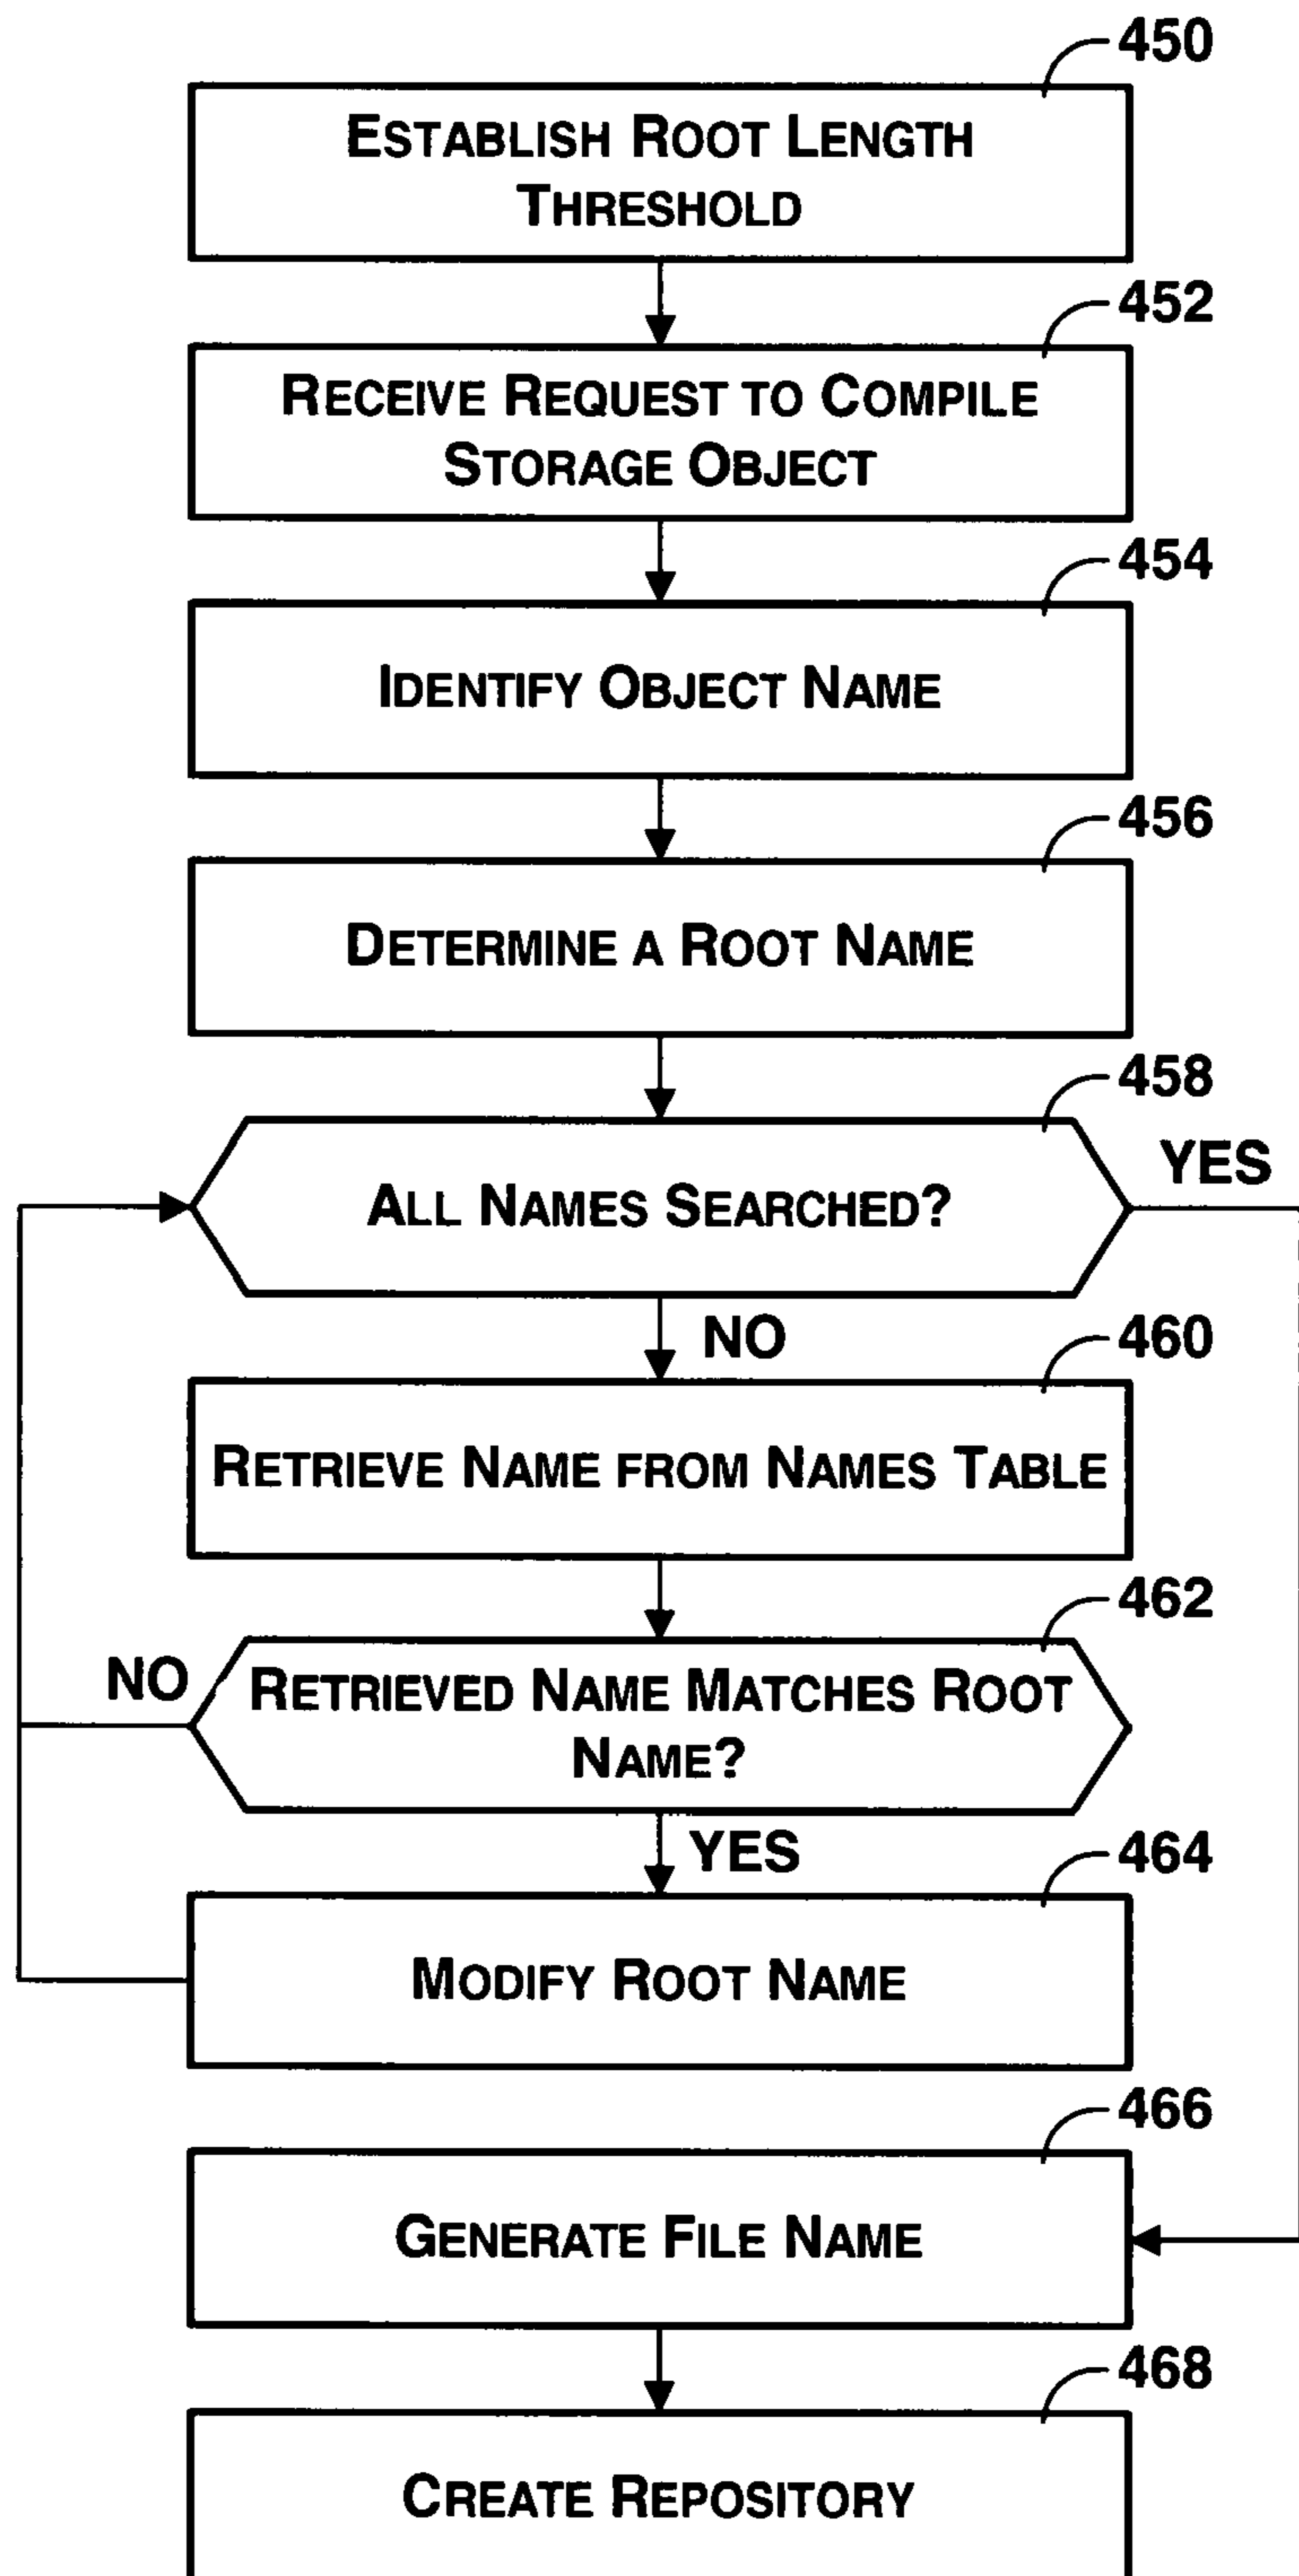 450
ESTABLISH ROOT LENGTH
THRESHOLD
452
RECEIVE REQUEST TO COMPILE
STORAGE OBJECT
454
IDENTIFY OBJECT NAME
456
DETERMINE A ROOT NAME
458
YES
ALL NAMES SEARCHED?
NO
460
RETRIEVE NAME FROM NAMES TABLE
462
NO
RETRIEVED NAME MATCHES ROOT
NAME?
YES
464
MODIFY ROOT NAME
466
GENERATE FILE NAME
468
CREATE REPOSITORY